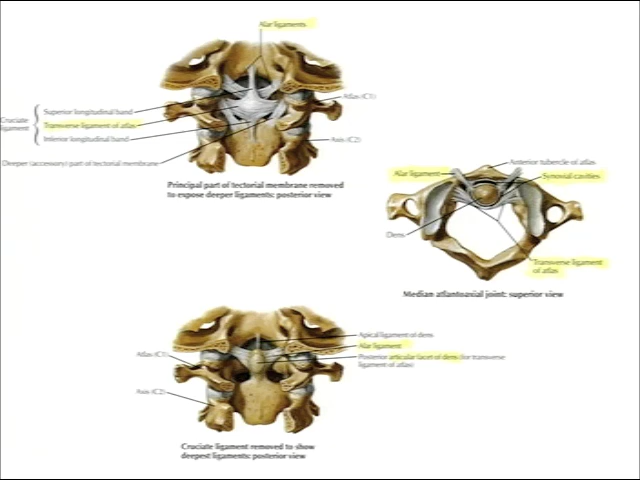 Alar ligaments
Atlas (C1)
Cruciate
ligament
Superior longitudinal band
Transverse ligament of atlas
Inferior longitudinal band
Axis (C2)
Deeper (accessory) part of tectorial membrane
Principal part of tectorial membrane removed
to expose deeper ligaments: posterior view
Anterior tubercle of atlas
Alar ligament
Synovial cavities
Dens
Transverse ligament
of atlas
Median atlantoaxial joint: superior view
Apical ligament of dens
Alar ligament
Atlas (C1)
Posterior articular facet of dens (for transverse
ligament of atlas)
Axis (C2)
Cruciate ligament removed to show
deepest ligaments: posterior view